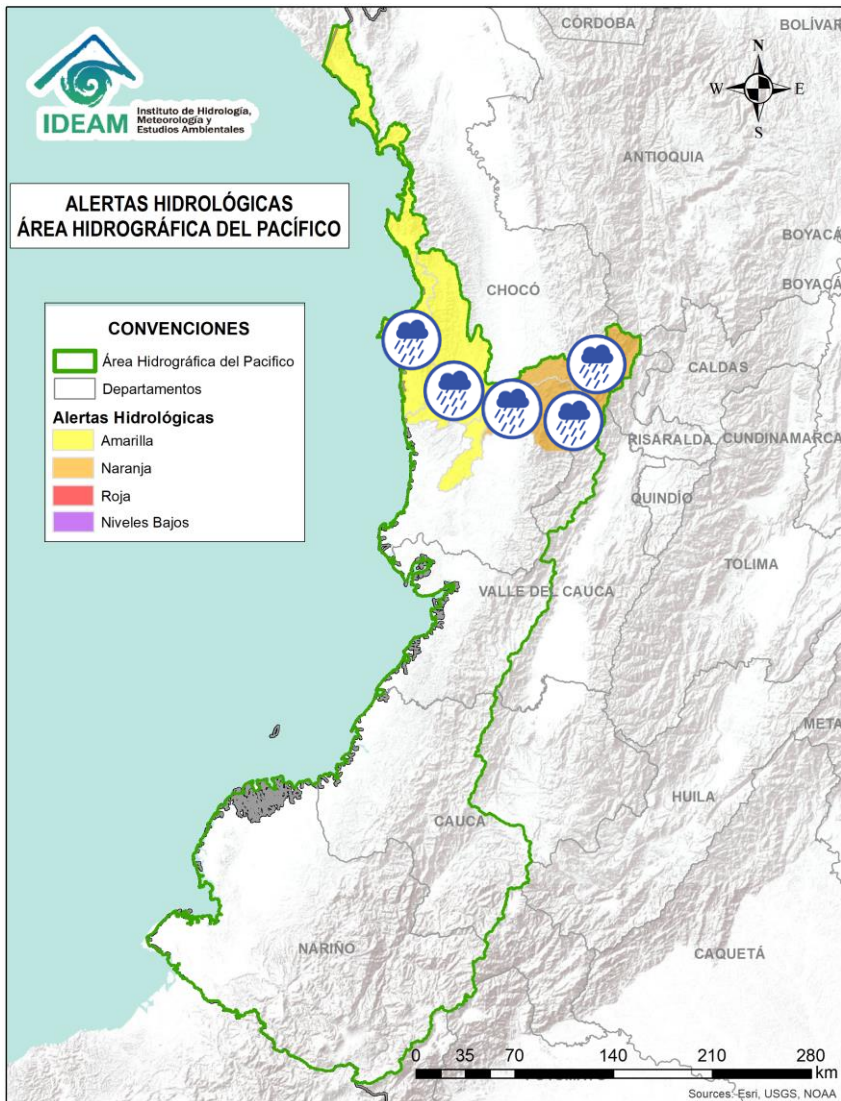 CÓRDOBA
BOLÍVAR
IDEAM
Instituto de Hidrología,
Meteorología y
Estudios Ambientales
N
W
E
S
ANTIOQUIA
ALERTAS HIDROLÓGICAS
ÁREA HIDROGRÁFICA DEL PACÍFICO
BOYACÁ
BOYACÁ
CHOCÓ
CONVENCIONES
Área Hidrográfica del Pacifico
Departamentos
Alertas Hidrológicas
Amarilla
Naranja
Roja
Niveles Bajos
CALDAS
RISARALDA
CUNDINAMARCA
QUINDÍO
TOLIMA
VALLE DEL CAUCA
META
HUILA
CAUCA
NARIÑO
CAQUETÁ
0 35 70 140 210 280
km
Sources: Esri, USGS, NOAA